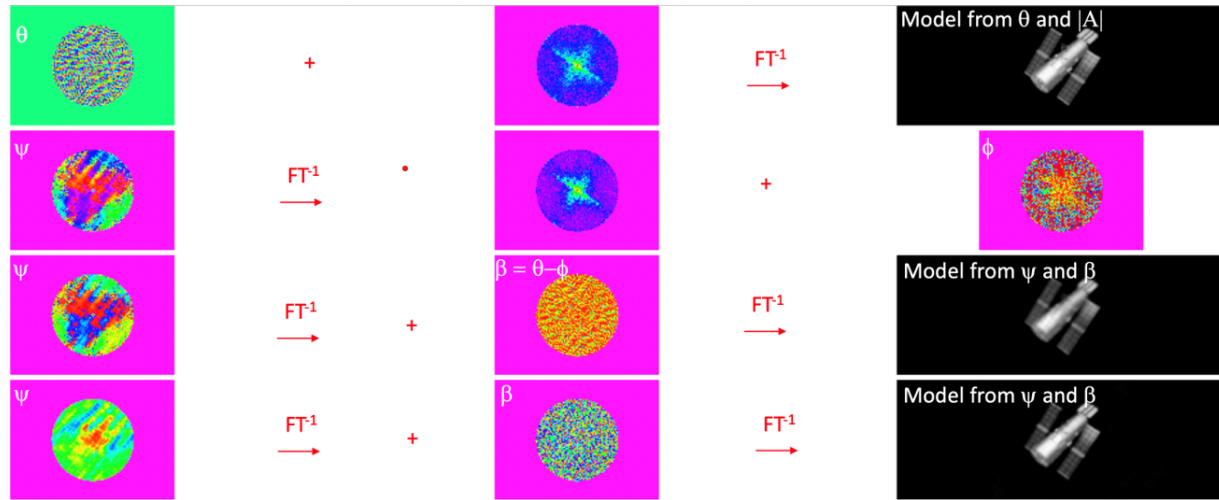 θ
+
FT⁻¹
Model from θ and |A|
ψ
FT⁻¹
+
ϕ
ψ
FT⁻¹
+
β = θ–ϕ
FT⁻¹
Model from ψ and β
ψ
FT⁻¹
+
β
FT⁻¹
Model from ψ and β